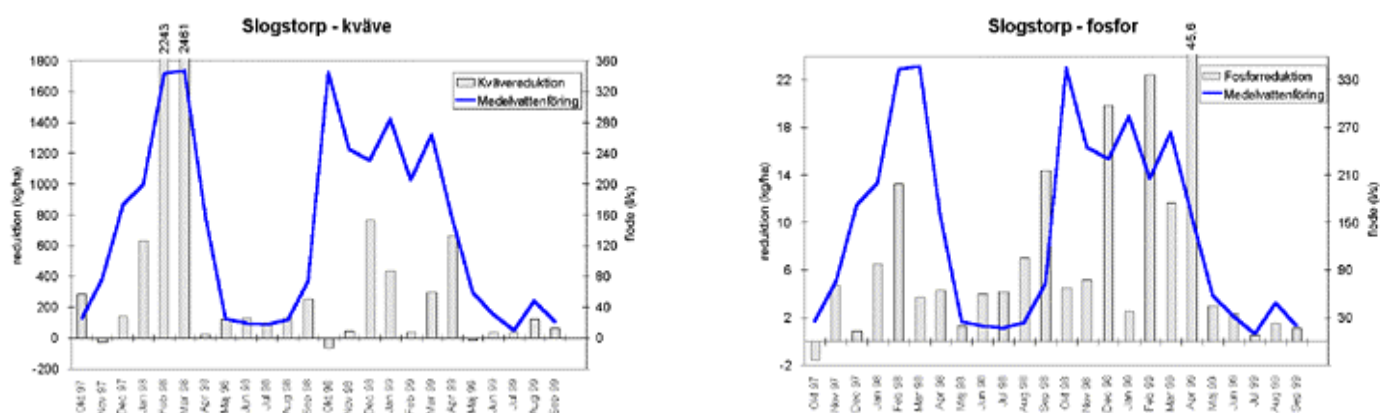 Slogstorp - kväve
2243
2461
1800
1600
1400
1200
1000
800
600
400
200
0
-200
reduktion (kg/ha)
360
320
280
240
200
160
120
80
40
0
flöde (l/s)
Kvävereduktion
Medelvattenföring
Okt 97
Nov 97
Dec 97
Jan 98
Feb 98
Mar 98
Apr 98
Maj 98
Jun 98
Jul 98
Aug 98
Sep 98
Okt 98
Nov 98
Dec 98
Jan 99
Feb 99
Mar 99
Apr 99
Maj 99
Jun 99
Jul 99
Aug 99
Sep 99
Slogstorp - fosfor
45,6
22
18
14
10
6
2
-2
reduktion (kg/ha)
330
270
210
150
90
30
flöde (l/s)
Fosforreduktion
Medelvattenföring
Okt 97
Nov 97
Dec 97
Jan 98
Feb 98
Mar 98
Apr 98
Maj 98
Jun 98
Jul 98
Aug 98
Sep 98
Okt 98
Nov 98
Dec 98
Jan 99
Feb 99
Mar 99
Apr 99
Maj 99
Jun 99
Jul 99
Aug 99
Sep 99